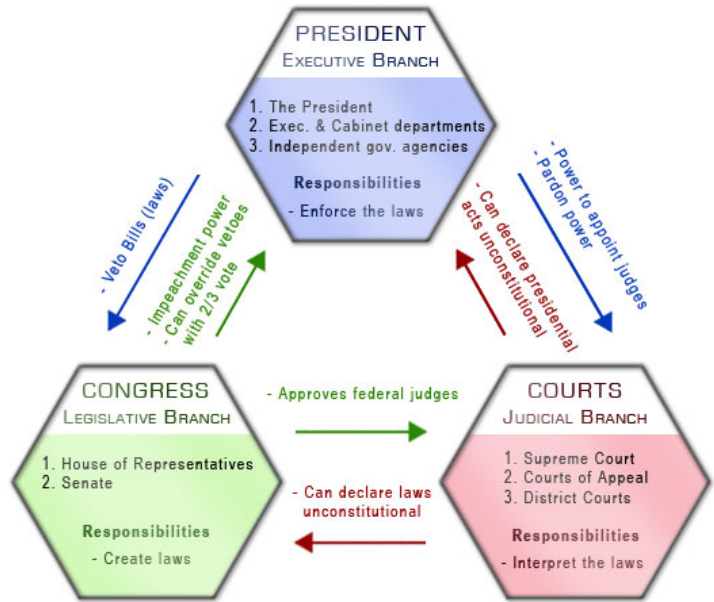 PRESIDENT
EXECUTIVE BRANCH
1. The President
2. Exec. & Cabinet departments
3. Independent gov. agencies
Responsibilities
- Enforce the laws
- Veto Bills (laws)
- Impeachment power
- Can override vetoes
with 2/3 vote
- Can declare presidential
acts unconstitutional
- Power to appoint judges
- Pardon power
CONGRESS
LEGISLATIVE BRANCH
1. House of Representatives
2. Senate
Responsibilities
- Create laws
- Approves federal judges
- Can declare laws
unconstitutional
COURTS
JUDICIAL BRANCH
1. Supreme Court
2. Courts of Appeal
3. District Courts
Responsibilities
- Interpret the laws